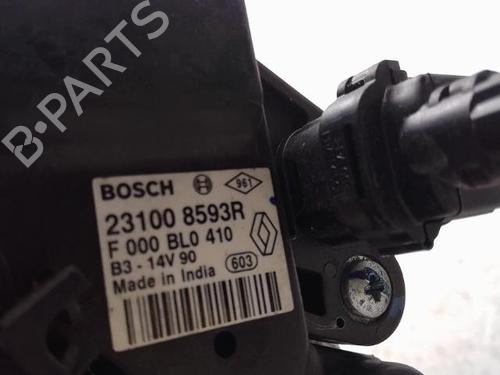 B-PARTS
BOSCH 961
23100 8593R
F 000 BL0 410
B3 - 14V 90
Made in India 603